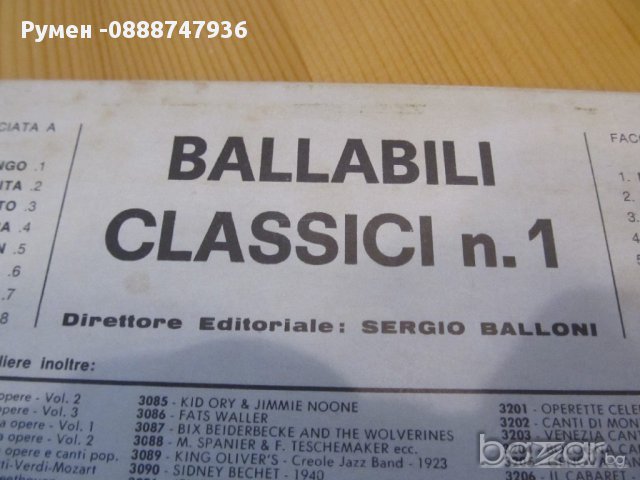 Румен -0888747936
CIATA A
NGO .1
ITA .2
TO .3
A .4
N .5
.6
.7
8
BALLABILI
CLASSICI n. 1
Direttore Editoriale: SERGIO BALLONI
FACC
1.
2.
3.
4
5
liere inoltre:
opere - Vol. 2
opere - Vol. 3
a opere - Vol. 1
a opere - Vol. 2
a opere e canti pop.
ti-Verdi-Mozart
3085 - KID ORY & JIMMIE NOONE
3086 - FATS WALLER
3087 - BIX BEIDERBECKE AND THE WOLVERINES
3088 - M. SPANIER & F. TESCHEMAKER ecc.
3089 - KING OLIVER'S - Creole Jazz Band - 1923
3090 - SIDNEY BECHET - 1940
3201 - OPERETTE CELE
3202 - CANTI DI MON
3203 - VENEZIA CAN
3206 - IL CABARET
bazar.bg